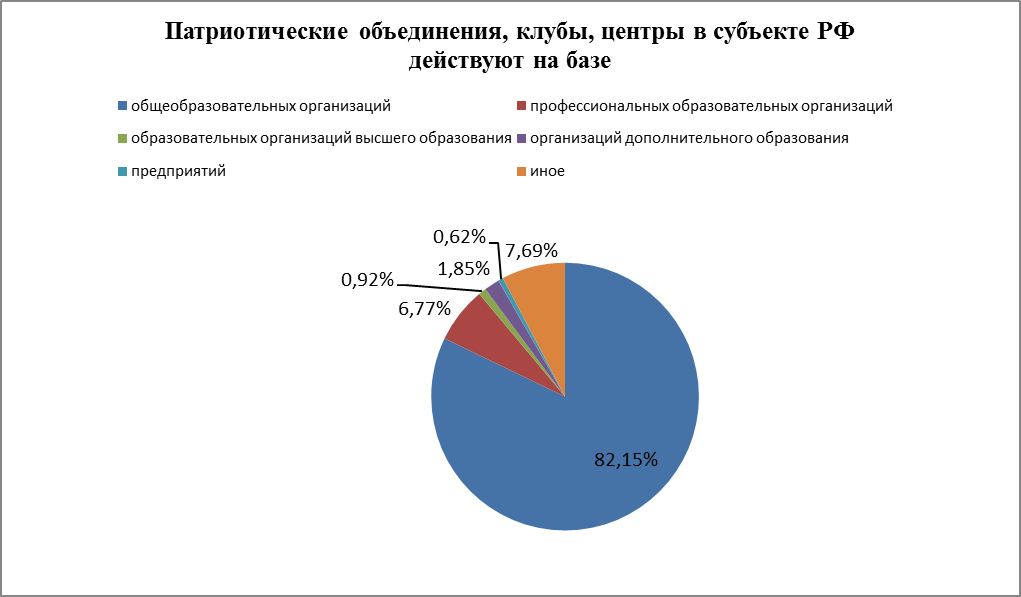 Патриотические объединения, клубы, центры в субъекте РФ
действуют на базе
общеобразовательных организаций
профессиональных образовательных организаций
образовательных организаций высшего образования
организаций дополнительного образования
предприятий
иное
0,62%
7,69%
1,85%
0,92%
6,77%
82,15%